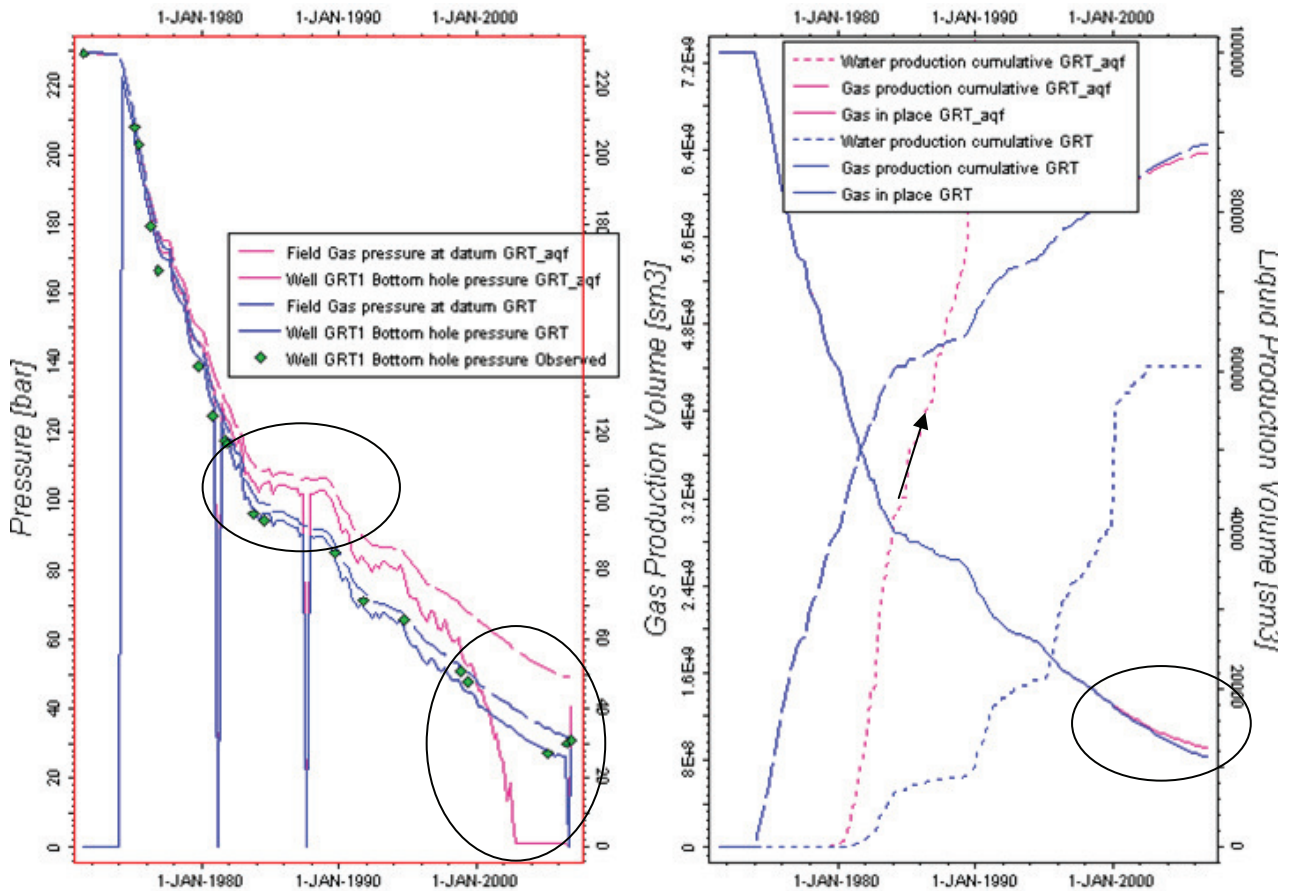 1-JAN-1980
1-JAN-1990
1-JAN-2000
Pressure [bar]
220
200
180
160
140
120
100
80
60
40
20
0
Field Gas pressure at datum GRT_aqf
Well GRT1 Bottom hole pressure GRT_aqf
Field Gas pressure at datum GRT
Well GRT1 Bottom hole pressure GRT
Well GRT1 Bottom hole pressure Observed
220
200
180
120
100
80
60
40
20
0
1-JAN-1980
1-JAN-1990
1-JAN-2000
1-JAN-1980
1-JAN-1990
1-JAN-2000
Gas Production Volume [sm3]
7.2E+9
6.4E+9
5.6E+9
4.8E+9
4E+9
3.2E+9
2.4E+9
1.6E+9
8E+8
Water production cumulative GRT_aqf
Gas production cumulative GRT_aqf
Gas in place GRT_aqf
Water production cumulative GRT
Gas production cumulative GRT
Gas in place GRT
100000
80000
60000
40000
20000
0
Liquid Production Volume [sm3]
1-JAN-1980
1-JAN-1990
1-JAN-2000